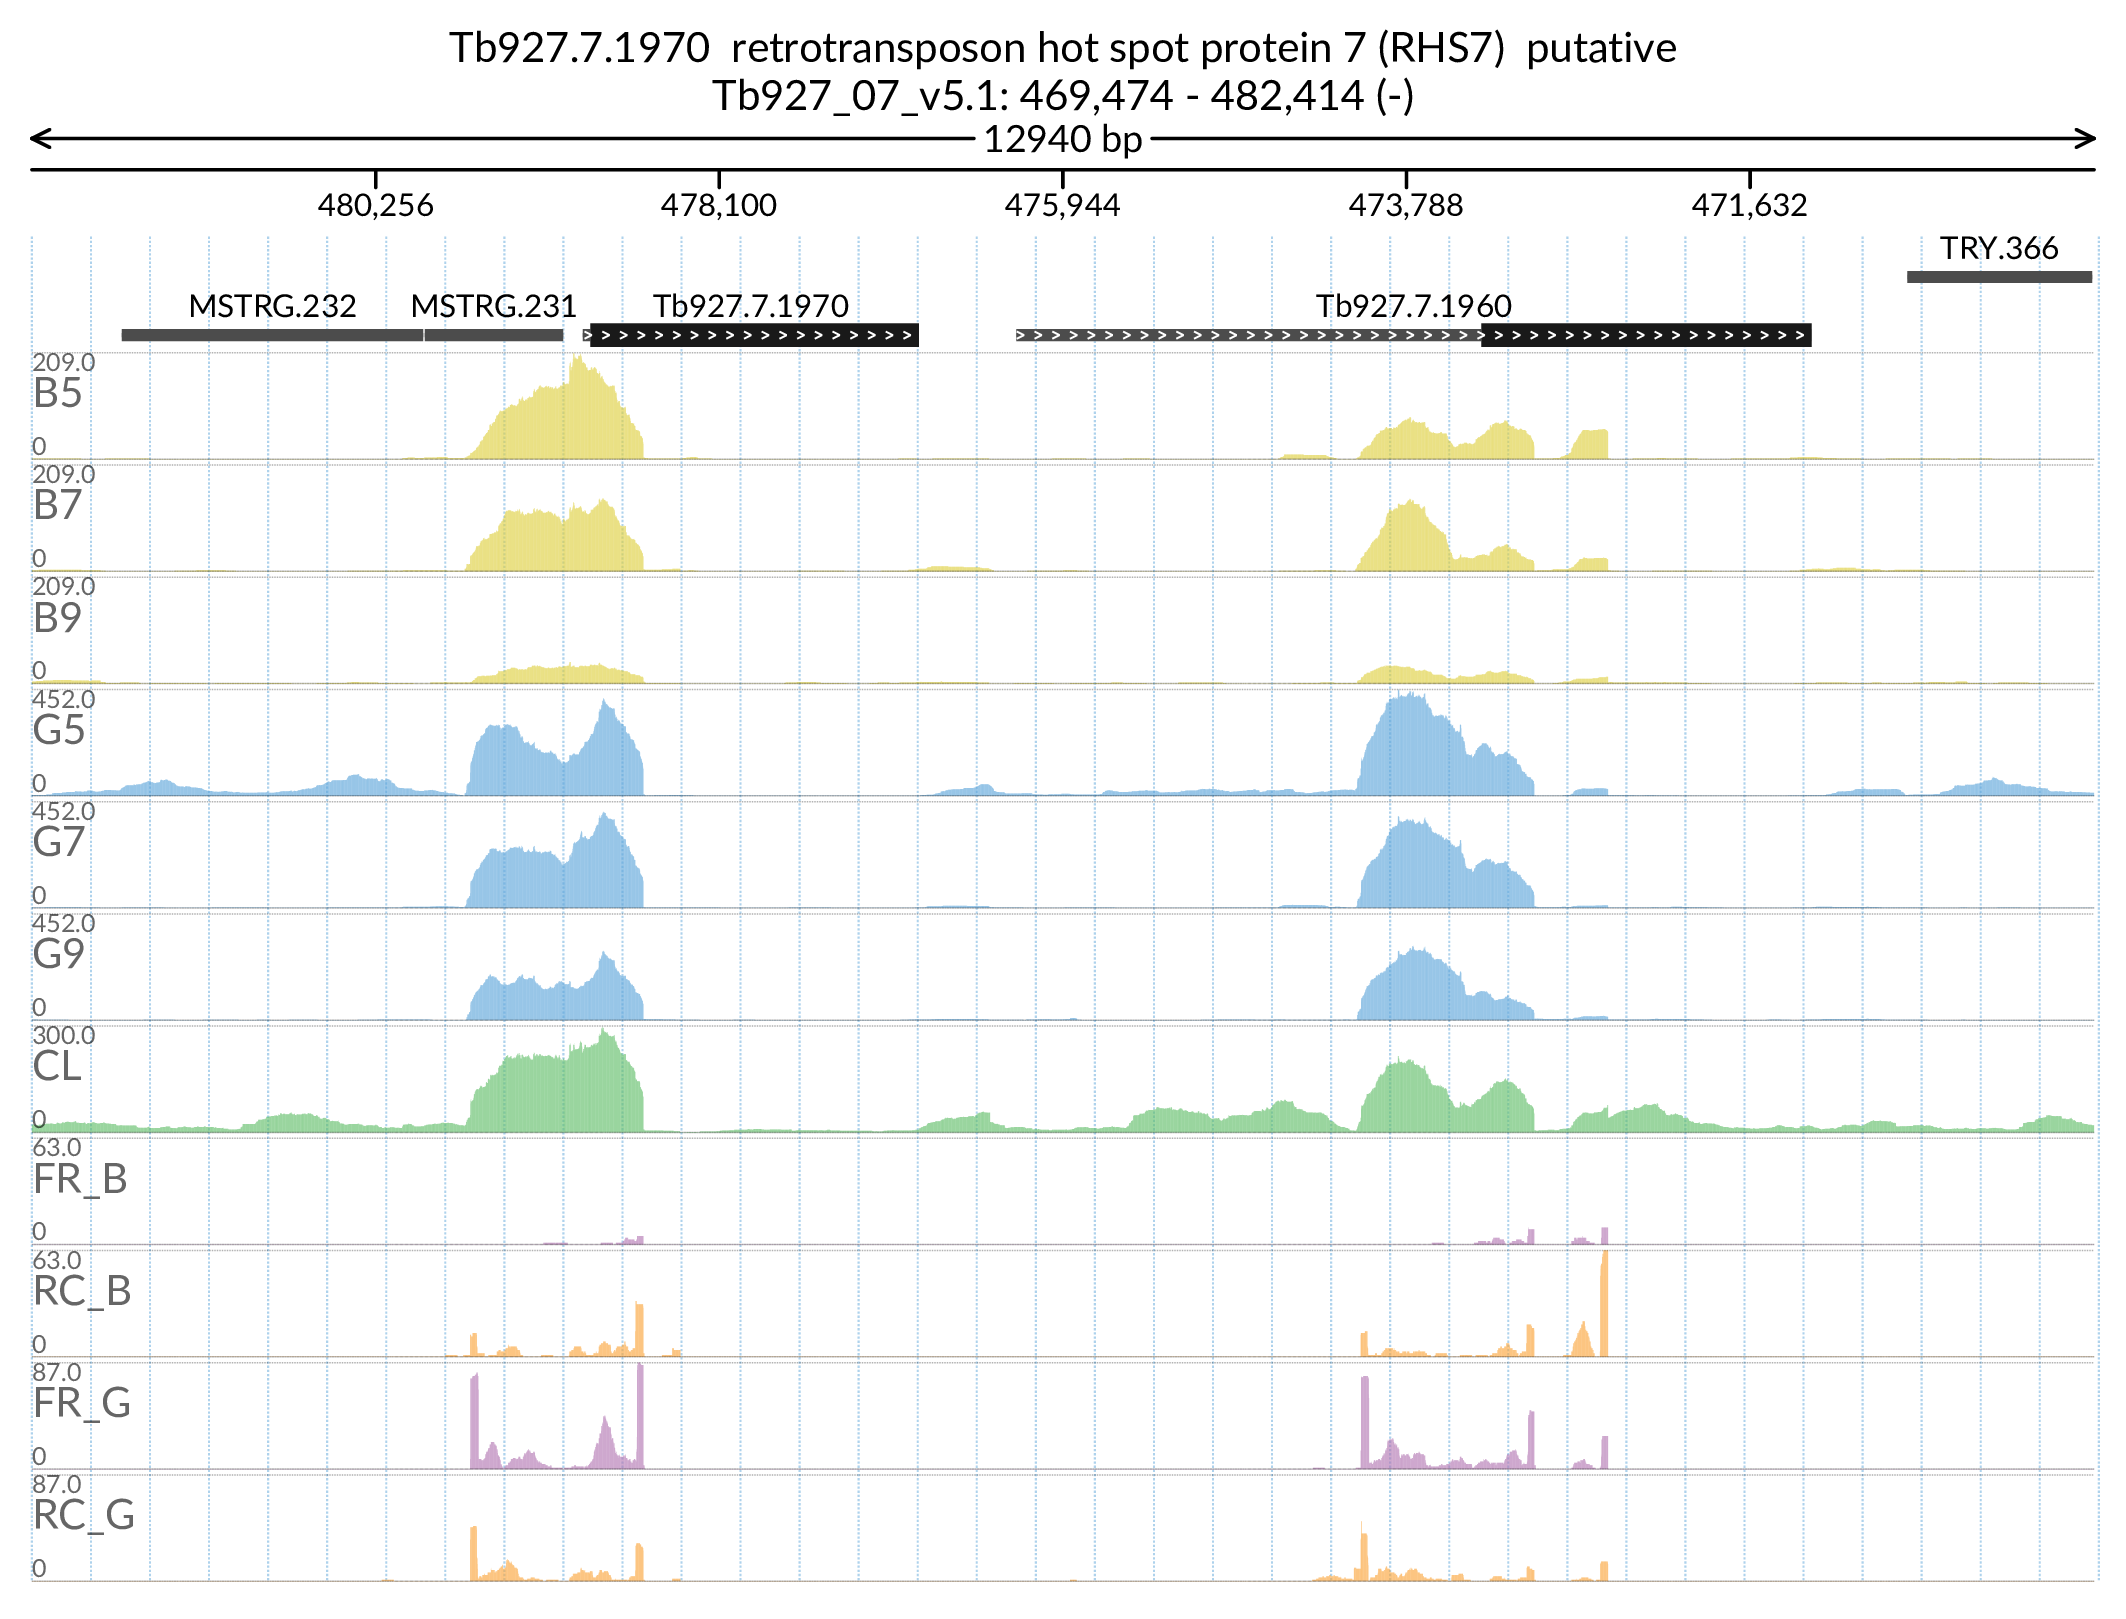 Tb927.7.1970 retrotransposon hot spot protein 7 (RHS7) putative
Tb927_07_v5.1: 469,474 - 482,414 (-)
12940 bp
480,256 478,100 475,944 473,788 471,632
TRY.366
MSTRG.232 MSTRG.231 Tb927.7.1970 Tb927.7.1960
209.0
B5
0
209.0
B7
0
209.0
B9
0
452.0
G5
0
452.0
G7
0
452.0
G9
0
300.0
CL
0
63.0
FR_B
0
63.0
RC_B
0
87.0
FR_G
0
87.0
RC_G
0